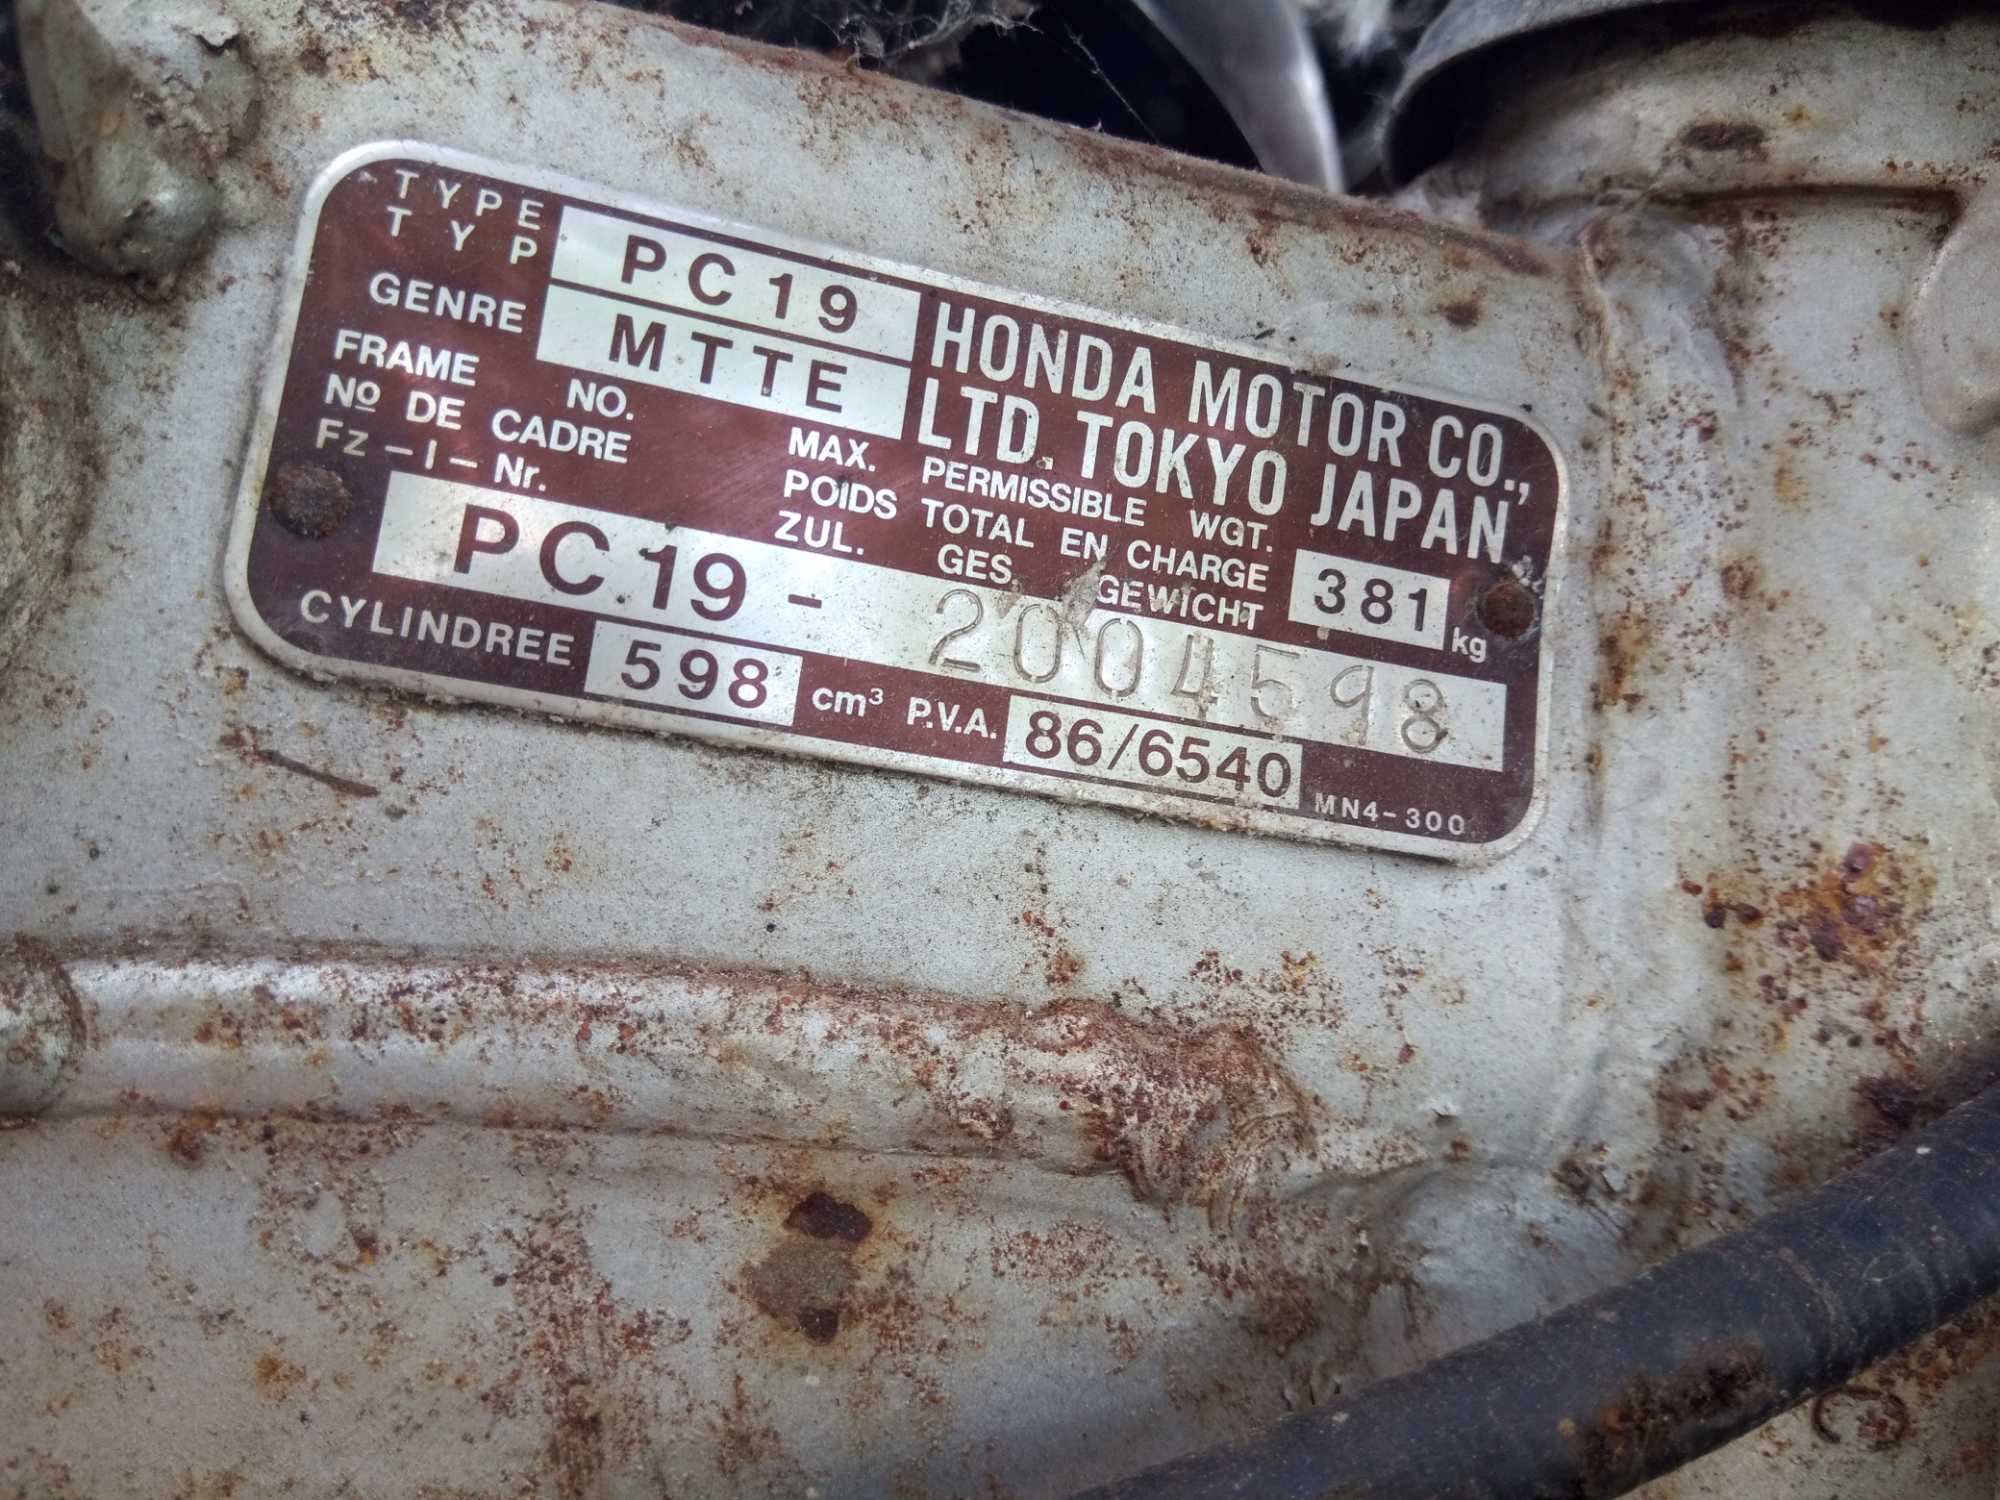 TYPE
TYP
PC19
GENRE
MTTE
HONDA MOTOR CO.,
LTD. TOKYO JAPAN
FRAME NO.
Nº DE CADRE
Fz-I-Nr.
MAX. PERMISSIBLE WGT.
POIDS TOTAL EN CHARGE
ZUL. GES. GEWICHT
381 kg
PC19- 2004598
CYLINDREE 598 cm³ P.V.A. 86/6540
MN4-300